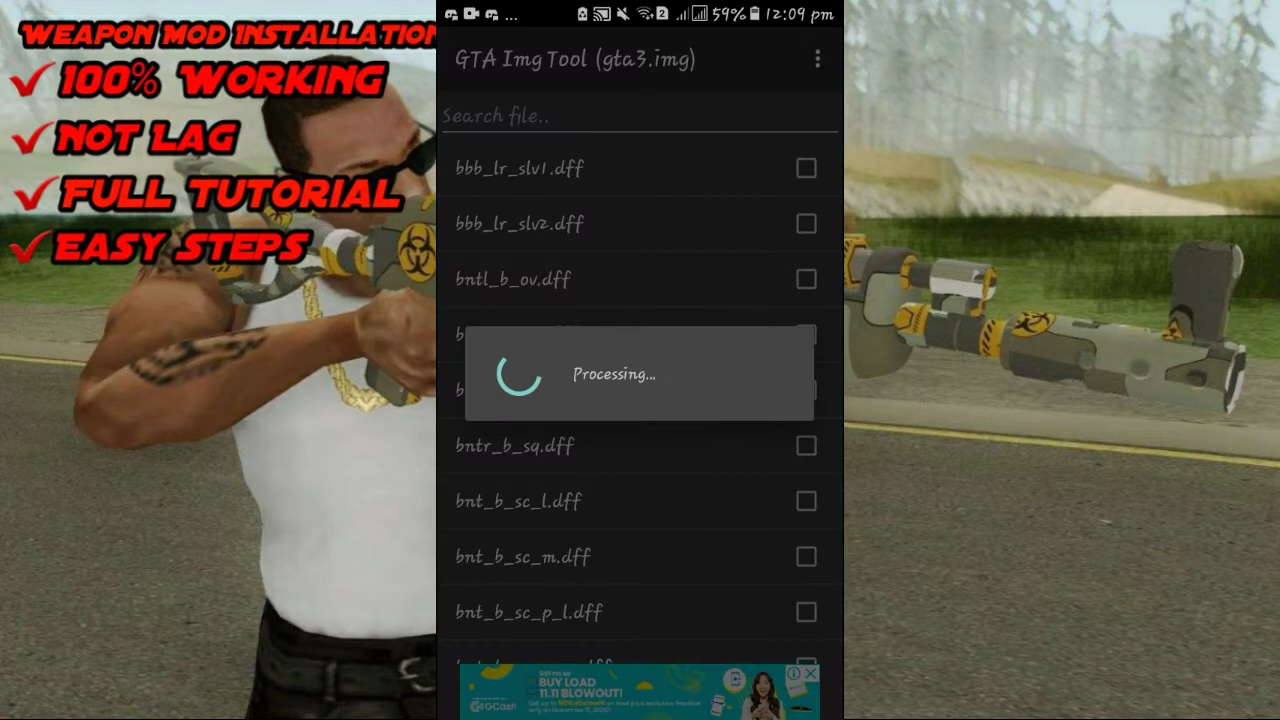 WEAPON MOD INSTALLATION
100% WORKING
NOT LAG
FULL TUTORIAL
EASY STEPS
... 2 59% 12:09 pm
GTA Img Tool (gta3.img)
Search file..
bbb_lr_slv1.dff
bbb_lr_slv2.dff
bntl_b_ov.dff
Processing...
bntr_b_sq.dff
bnt_b_sc_l.dff
bnt_b_sc_m.dff
bnt_b_sc_p_l.dff
BUY LOAD
11.11 BLOWOUT!
GCash